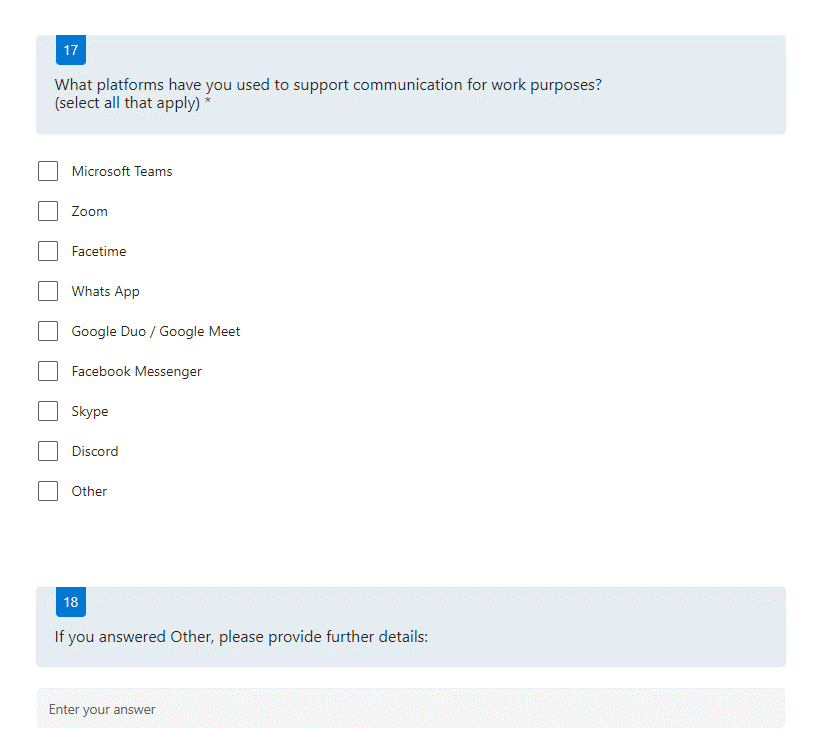 17
What platforms have you used to support communication for work purposes?
(select all that apply) *
Microsoft Teams
Zoom
Facetime
Whats App
Google Duo / Google Meet
Facebook Messenger
Skype
Discord
Other
18
If you answered Other, please provide further details:
Enter your answer